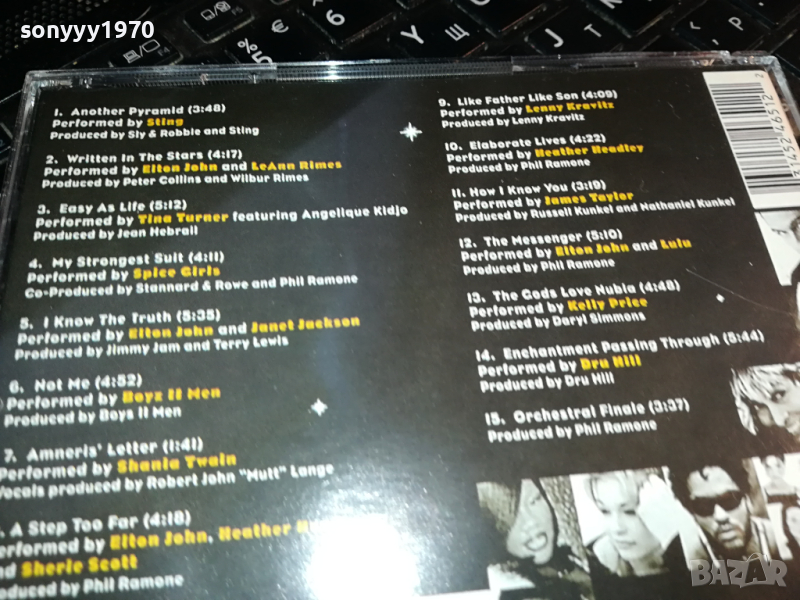 sonyyy1970
1. Another Pyramid (3:48)
Performed by Sting
Produced by Sly & Robbie and Sting
2. Written In The Stars (4:17)
Performed by Elton John and LeAnn Rimes
Produced by Peter Collins and Wilbur Rimes
3. Easy As Life (5:12)
Performed by Tina Turner featuring Angelique Kidjo
Produced by Jean Hebrail
4. My Strongest Suit (4:11)
Performed by Spice Girls
Co-Produced by Stannard & Rowe and Phil Ramone
5. I Know The Truth (5:35)
Performed by Elton John and Janet Jackson
Produced by Jimmy Jam and Terry Lewis
6. Not Me (4:52)
Performed by Boyz II Men
Produced by Boys II Men
7. Amneris' Letter (1:41)
Performed by Shania Twain
Vocals produced by Robert John "Mutt" Lange
. A Step Too Far (4:18)
erformed by Elton John, Heather H
nd Sherie Scott
roduced by Phil Ramone
9. Like Father Like Son (4:09)
Performed by Lenny Kravitz
Produced by Lenny Kravitz
10. Elaborate Lives (4:22)
Performed by Heather Headley
Produced by Phil Ramone
11. How I Know You (3:19)
Performed by James Taylor
Produced by Russell Kunkel and Nathaniel Kunkel
12. The Messenger (5:10)
Performed by Elton John and Lulu
Produced by Phil Ramone
13. The Gods Love Nubia (4:48)
Performed by Kelly Price
Produced by Daryl Simmons
14. Enchantment Passing Through (5:44)
Performed by Dru Hill
Produced by Dru Hill
15. Orchestral Finale (3:37)
Produced by Phil Ramone
31452 46512 2
% 5 6 У Щ
BAZAR